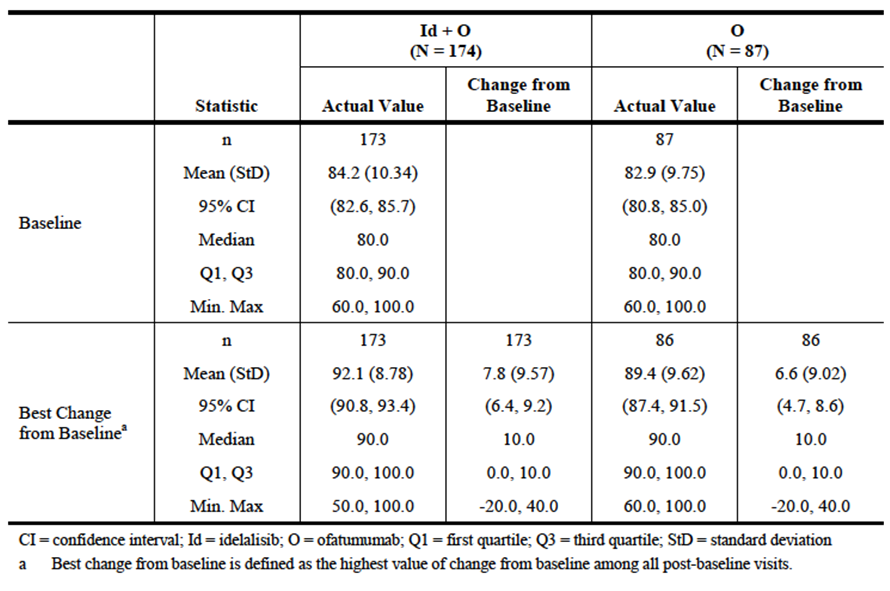 Id + O
(N = 174)
O
(N = 87)
Statistic
Actual Value
Change from
Baseline
Actual Value
Change from
Baseline
Baseline
n 173 87
Mean (StD) 84.2 (10.34) 82.9 (9.75)
95% CI (82.6, 85.7) (80.8, 85.0)
Median 80.0 80.0
Q1, Q3 80.0, 90.0 80.0, 90.0
Min. Max 60.0, 100.0 60.0, 100.0
Best Change
from Baselineᵃ
n 173 173 86 86
Mean (StD) 92.1 (8.78) 7.8 (9.57) 89.4 (9.62) 6.6 (9.02)
95% CI (90.8, 93.4) (6.4, 9.2) (87.4, 91.5) (4.7, 8.6)
Median 90.0 10.0 90.0 10.0
Q1, Q3 90.0, 100.0 0.0, 10.0 90.0, 100.0 0.0, 10.0
Min. Max 50.0, 100.0 -20.0, 40.0 60.0, 100.0 -20.0, 40.0
CI = confidence interval; Id = idelalisib; O = ofatumumab; Q1 = first quartile; Q3 = third quartile; StD = standard deviation
a Best change from baseline is defined as the highest value of change from baseline among all post-baseline visits.